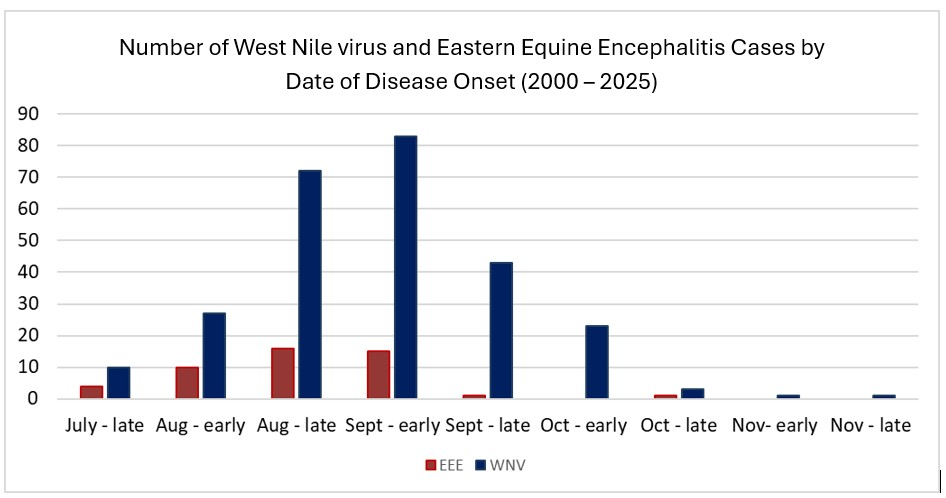 Number of West Nile virus and Eastern Equine Encephalitis Cases by
Date of Disease Onset (2000 – 2025)
90
80
70
60
50
40
30
20
10
0
July - late Aug - early Aug - late Sept - early Sept - late Oct - early Oct - late Nov- early Nov - late
EEE WNV